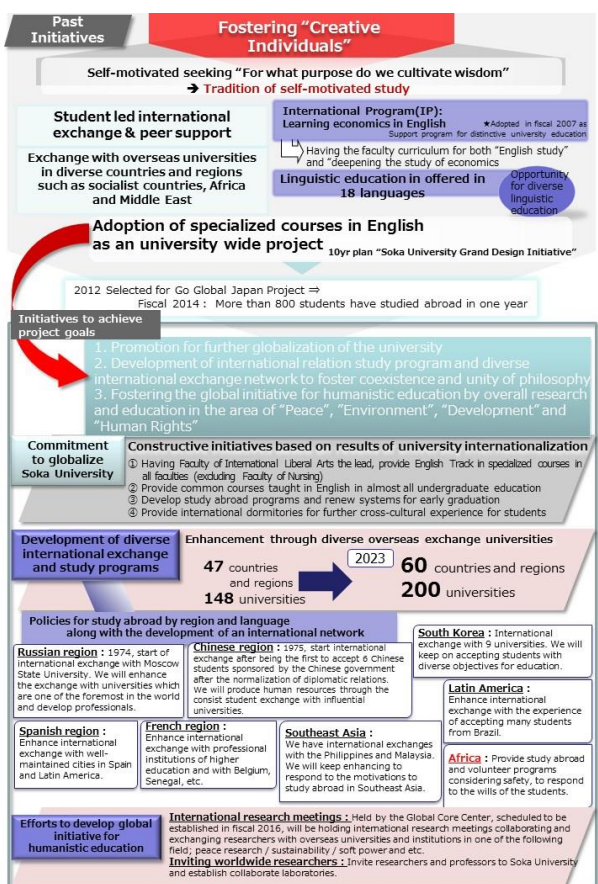 Past
Initiatives
Fostering “Creative
Individuals”
Self-motivated seeking “For what purpose do we cultivate wisdom”
➔ Tradition of self-motivated study
Student led international
exchange & peer support
Exchange with overseas universities
in diverse countries and regions
such as socialist countries, Africa
and Middle East
International Program(IP):
Learning economics in English
★Adopted in fiscal 2007 as
Support program for distinctive university education
Having the faculty curriculum for both “English study”
and “deepening the study of economics
Linguistic education in offered in
18 languages
Opportunity
for diverse
linguistic
education
Adoption of specialized courses in English
as an university wide project
10yr plan “Soka University Grand Design Initiative”
2012 Selected for Go Global Japan Project ⇒
Fiscal 2014 : More than 800 students have studied abroad in one year
Initiatives to achieve
project goals
1. Promotion for further globalization of the university
2. Development of international relation study program and diverse
international exchange network to foster coexistence and unity of philosophy
3. Fostering the global initiative for humanistic education by overall research
and education in the area of “Peace”, “Environment”, “Development” and
“Human Rights”
Commitment
to globalize
Soka University
Constructive initiatives based on results of university internationalization
① Having Faculty of International Liberal Arts the lead, provide English Track in specialized courses in
all faculties (excluding Faculty of Nursing)
② Provide common courses taught in English in almost all undergraduate education
③ Develop study abroad programs and renew systems for early graduation
④ Provide international dormitories for further cross-cultural experience for students
Development of diverse
international exchange
and study programs
Enhancement through diverse overseas exchange universities
47 countries
and regions
148 universities
2023
60 countries and regions
200 universities
Policies for study abroad by region and language
along with the development of an international network
Russian region : 1974, start of
international exchange with Moscow
State University. We will enhance
the exchange with universities which
are one of the foremost in the world
and develop professionals.
Chinese region : 1975, start international
exchange after being the first to accept 6 Chinese
students sponsored by the Chinese government
after the normalization of diplomatic relations.
We will produce human resources through the
consist student exchange with influential
universities.
South Korea : International
exchange with 9 universities. We will
keep on accepting students with
diverse objectives for education.
Latin America :
Enhance international
exchange with the experience
of accepting many students
from Brazil.
Spanish region :
Enhance international
exchange with well-
maintained cities in Spain
and Latin America.
French region :
Enhance international
exchange with professional
institutions of higher
education and with Belgium,
Senegal, etc.
Southeast Asia :
We have international exchanges
with the Philippines and Malaysia.
We will keep enhancing to
respond to the motivations to
study abroad in Southeast Asia.
Africa : Provide study abroad
and volunteer programs
considering safety, to respond
to the wills of the students.
Efforts to develop global
initiative for
humanistic education
International research meetings : Held by the Global Core Center, scheduled to be
established in fiscal 2016, will be holding international research meetings collaborating and
exchanging researchers with overseas universities and institutions in one of the following
field; peace research / sustainability / soft power and etc.
Inviting worldwide researchers : Invite researchers and professors to Soka University
and establish collaborate laboratories.